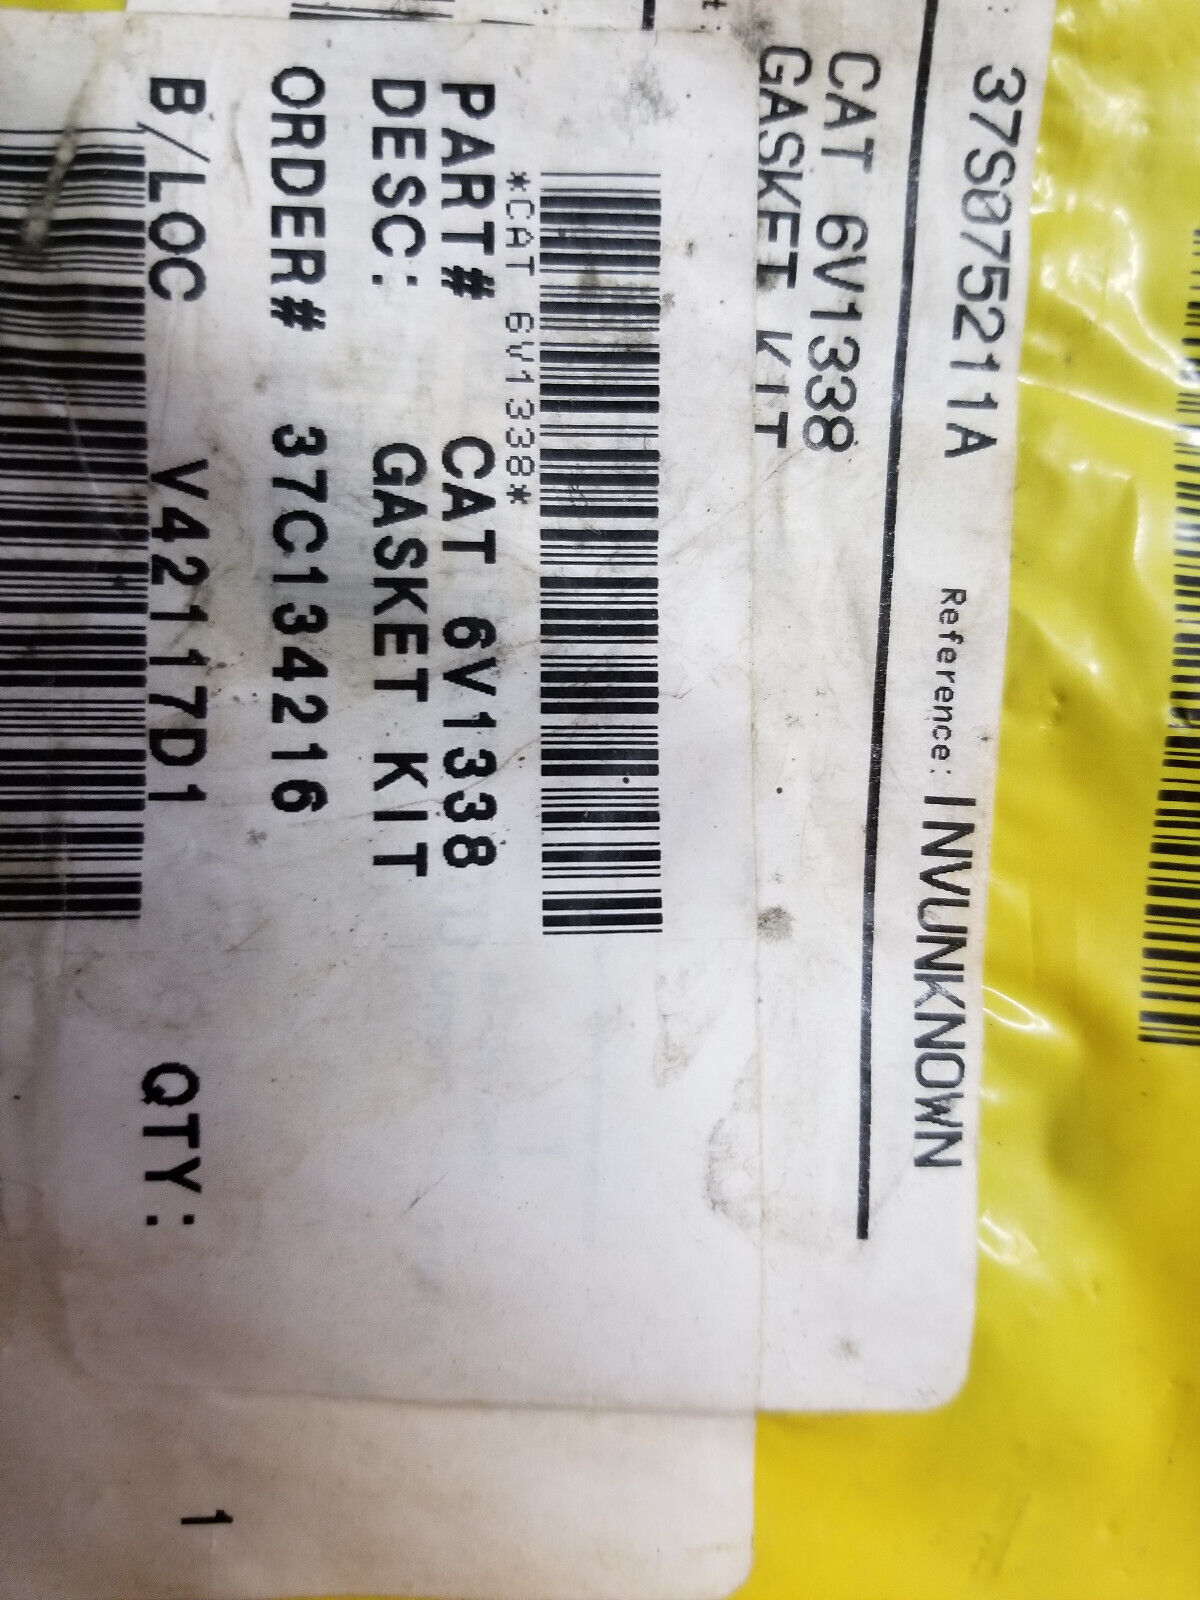 37S075211A
Reference: INVUNKNOWN
CAT 6V1338
GASKET KIT
*CAT 6V1338*
PART# CAT 6V1338
DESC: GASKET KIT
ORDER# 37C134216
B/LOC V42117D1 QTY: 1